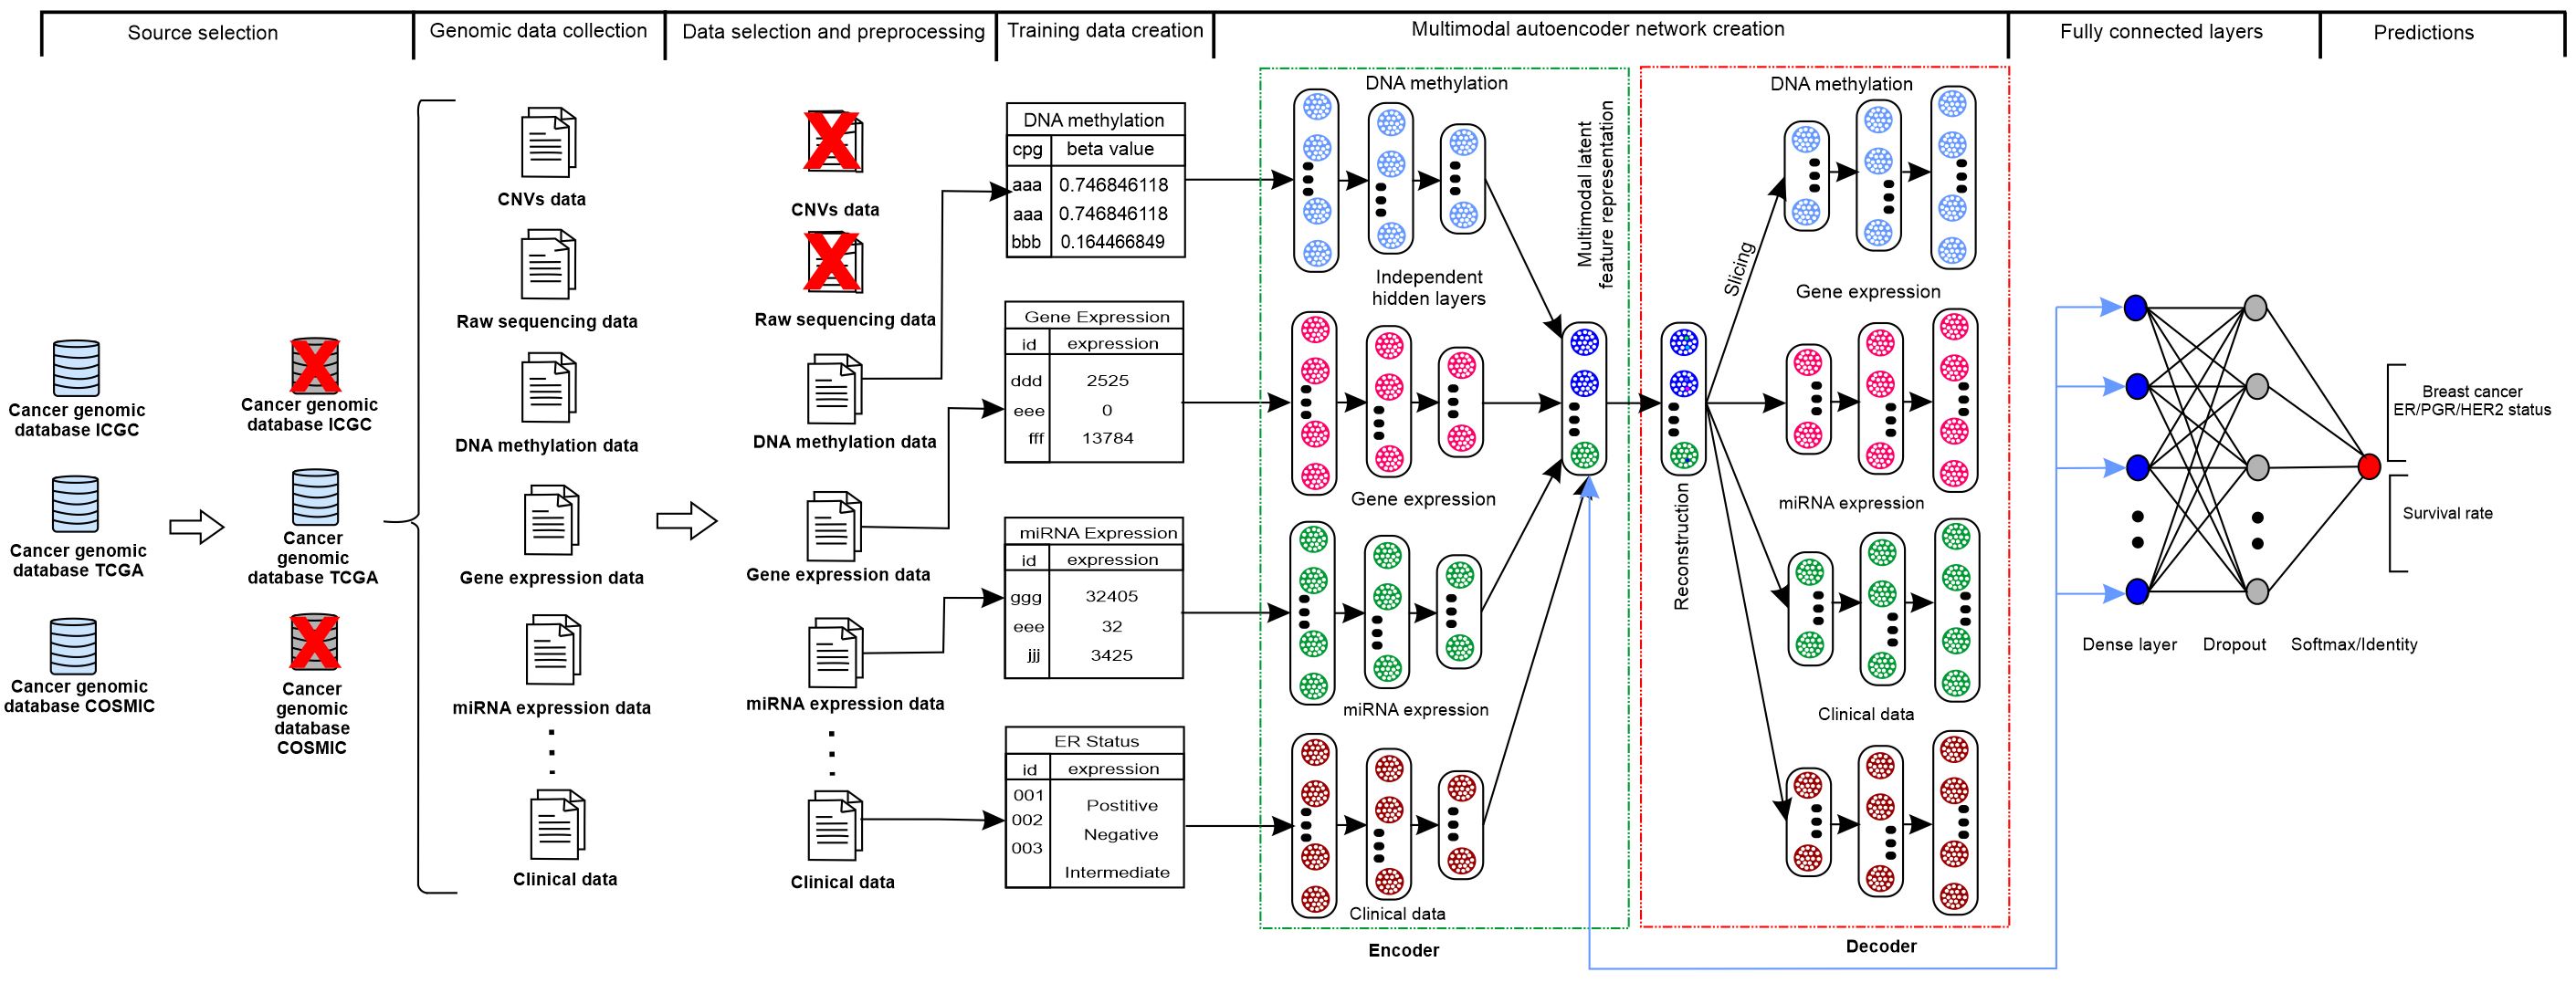 Source selection
Genomic data collection
Data selection and preprocessing
Training data creation
Multimodal autoencoder network creation
Fully connected layers
Predictions
Cancer genomic
database ICGC
Cancer genomic
database TCGA
Cancer genomic
database COSMIC
Cancer genomic
database ICGC
Cancer
genomic
database TCGA
Cancer
genomic
database
COSMIC
CNVs data
Raw sequencing data
DNA methylation data
Gene expression data
miRNA expression data
Clinical data
CNVs data
Raw sequencing data
DNA methylation data
Gene expression data
miRNA expression data
Clinical data
DNA methylation
cpg beta value
aaa 0.746846118
aaa 0.746846118
bbb 0.164466849
Gene Expression
id expression
ddd 2525
eee 0
fff 13784
miRNA Expression
id expression
ggg 32405
eee 32
jjj 3425
ER Status
id expression
001
Postitive
002
Negative
003
Intermediate
DNA methylation
Independent
hidden layers
Gene expression
miRNA expression
Clinical data
Encoder
Multimodal latent
feature representation
Reconstruction
Slicing
DNA methylation
Gene expression
miRNA expression
Clinical data
Decoder
Dense layer
Dropout
Softmax/Identity
Breast cancer
ER/PGR/HER2 status
Survival rate